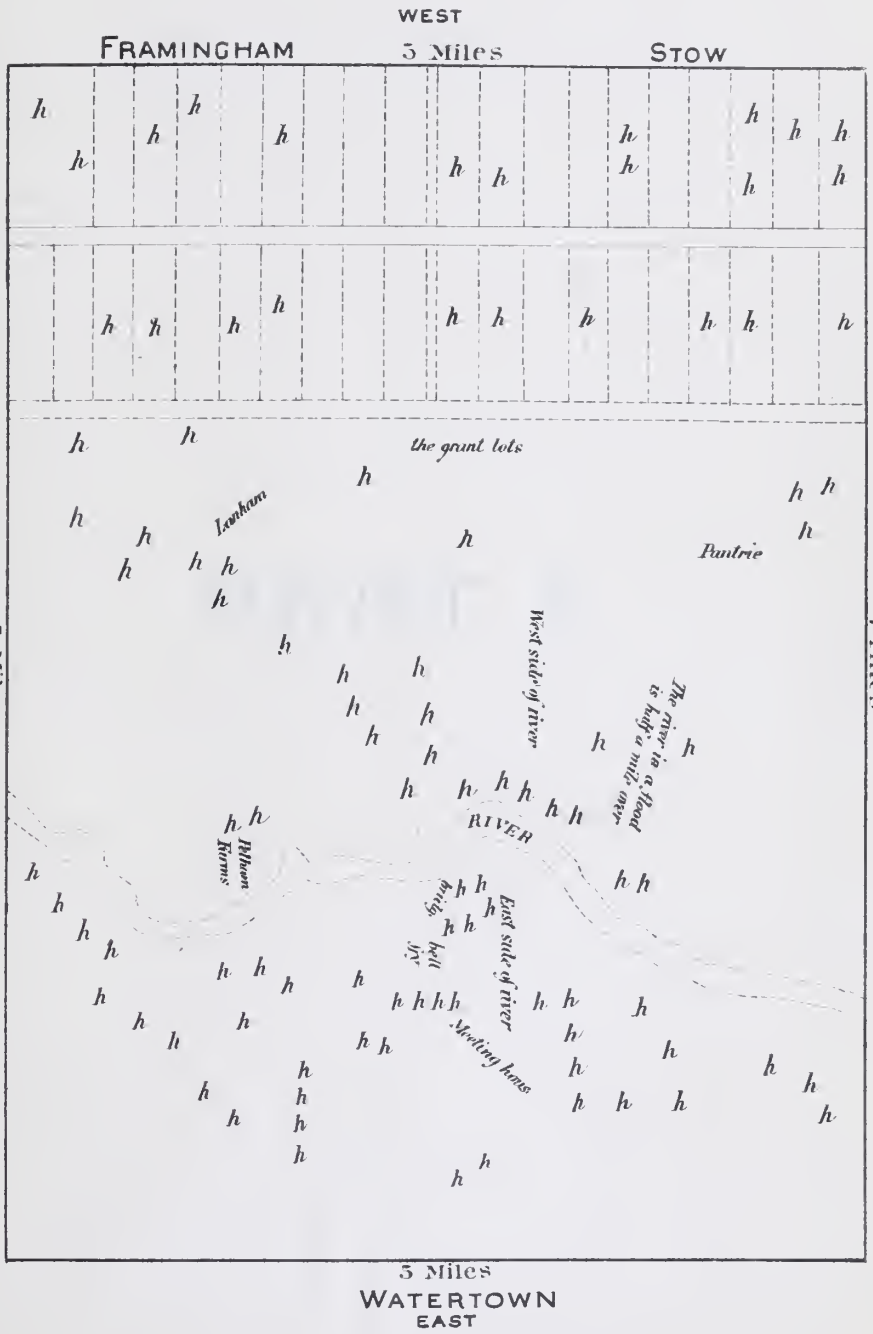 WEST
FRAMINGHAM 5 Miles STOW
h h h
h h h h h
h h h h h h
h h h h h h h h h h h h
h h the grant lots
h h h
h h Lanham h h Pantrie
h h h
h
h
h h
h h
h h
h
West side of river
h h
The river in a flood
is half a mile over
h h h h h h
RIVER
h h
Pelham
Farms
h h h h h
h h h
bridg
East side of river
h h h
h h h
bell
h h h
h h h h h h h h
Meeting hous
h h h h
h h h h
h h h h
h h h h h h
h h h
h h
h
5 Miles
WATERTOWN
EAST